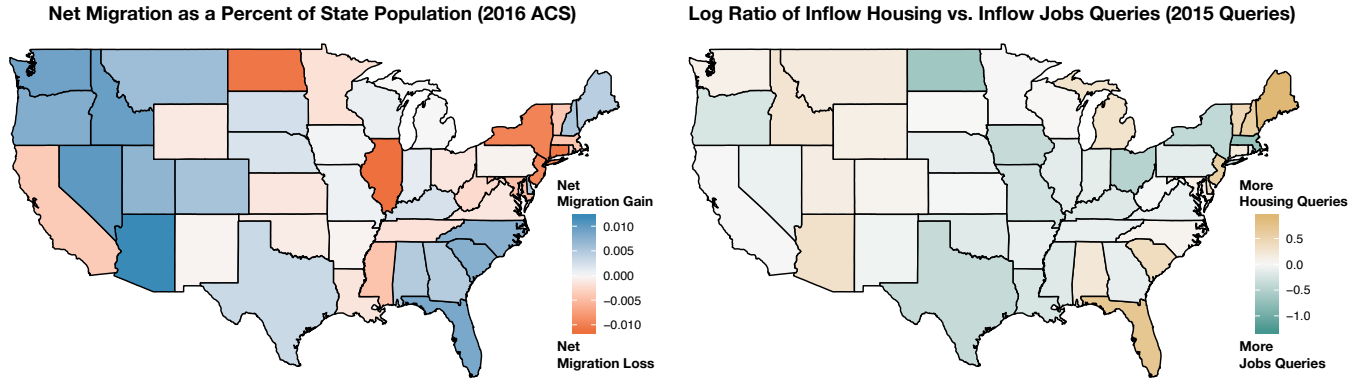 Net Migration as a Percent of State Population (2016 ACS)
Net
Migration Gain
0.010
0.005
0.000
−0.005
−0.010
Net
Migration Loss
Log Ratio of Inflow Housing vs. Inflow Jobs Queries (2015 Queries)
More
Housing Queries
0.5
0.0
−0.5
−1.0
More
Jobs Queries